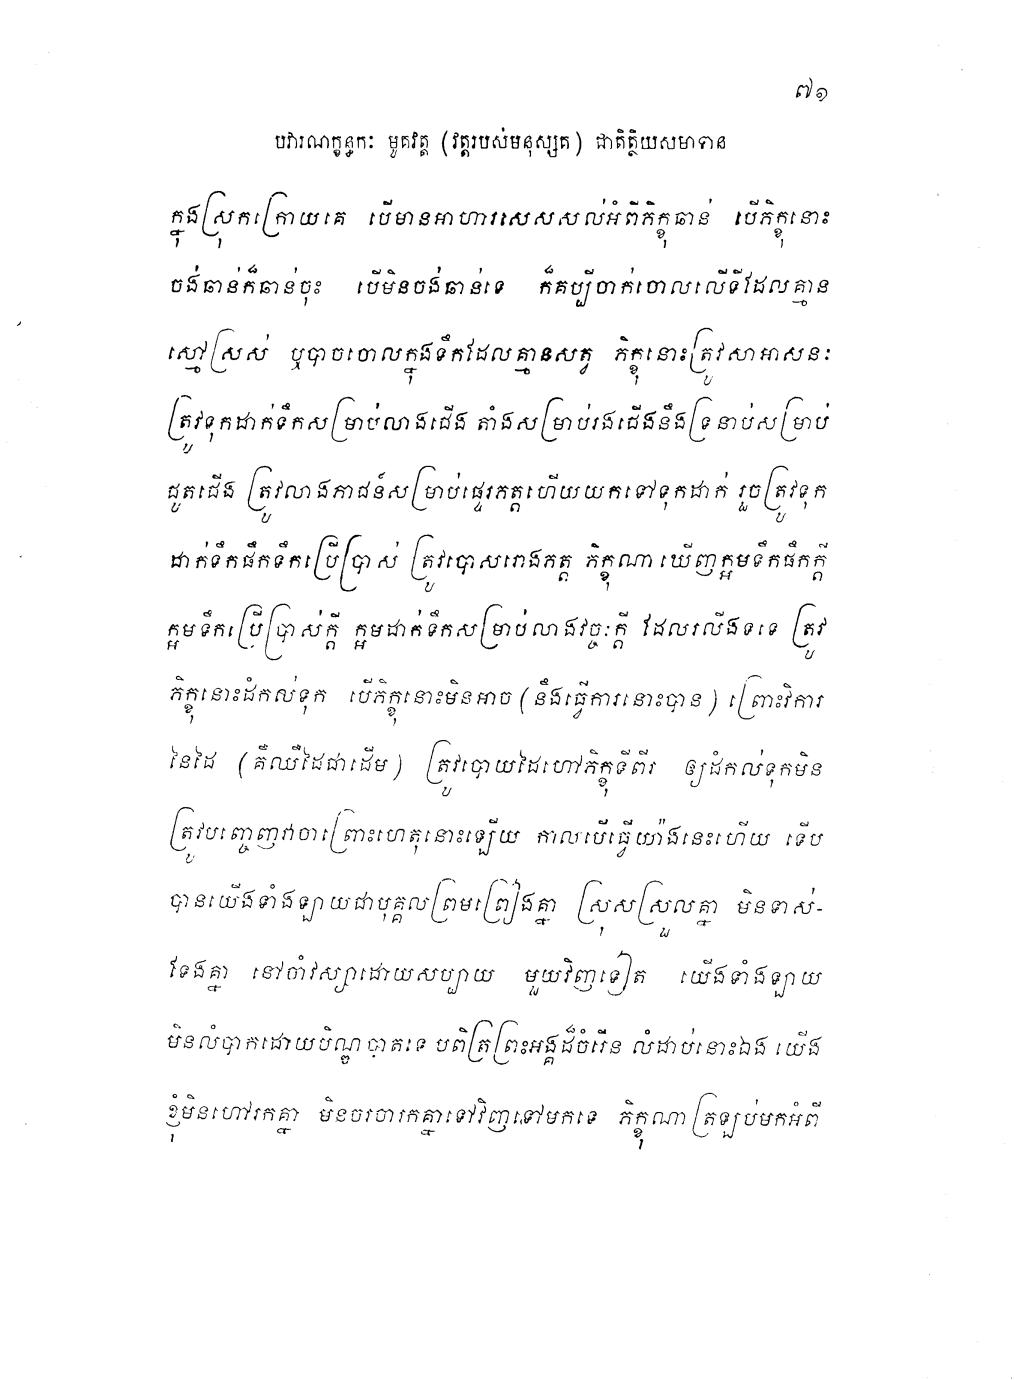 ៧១
បវារណក្ខន្ធកៈ មូគវត្ត (វត្តរបស់មនុស្សគ) ជាតិត្ថិយសមាទាន
ក្នុងស្រុកក្រោយគេ បើមានអាហារសេសសល់អំពីភិក្ខុឆាន់ បើភិក្ខុនោះ
ចង់ឆាន់ក៏ឆាន់ចុះ បើមិនចង់ឆាន់ទេ ក៏គប្បីចាក់ចោលលើទីដែលគ្មាន
ស្មៅស្រស់ ឬបាចចោលក្នុងទឹកដែលគ្មានសត្វ ភិក្ខុនោះត្រូវសាអាសនៈ
ត្រូវទុកដាក់ទឹកសម្រាប់លាងជើង តាំងសម្រាប់រងជើងនឹងទ្រនាប់សម្រាប់
ជូតជើង ត្រូវលាងភាជន៍សម្រាប់ផ្ទេរភត្តហើយយកទៅទុកដាក់ រួចត្រូវទុក
ដាក់ទឹកផឹកទឹកប្រើប្រាស់ ត្រូវបោសរោងភត្ត ភិក្ខុណាឃើញក្អមទឹកផឹកក្តី
ក្អមទឹកប្រើប្រាស់ក្តី ក្អមដាក់ទឹកសម្រាប់លាងវច្ចៈក្តី ដែលរលីងទទេ ត្រូវ
ភិក្ខុនោះដំកល់ទុក បើភិក្ខុនោះមិនអាច (នឹងធ្វើការនោះបាន) ព្រោះវិការ
នៃដៃ (គឺឈឺដៃជាដើម) ត្រូវបោយដៃហៅភិក្ខុទីពីរ ឲ្យដំកល់ទុកមិន
ត្រូវបញ្ចេញវាចាព្រោះហេតុនោះឡើយ កាលបើធ្វើយ៉ាងនេះហើយ ទើប
បានយើងទាំងឡាយជាបុគ្គលព្រមព្រៀងគ្នា ស្រុសស្រួលគ្នា មិនទាស់-
ទែងគ្នា នៅចាំវស្សាដោយសប្បាយ មួយវិញទៀត យើងទាំងឡាយ
មិនលំបាកដោយបិណ្ឌបាតទេ បពិត្រព្រះអង្គដ៏ចំរើន លំដាប់នោះឯង យើង
ខ្ញុំមិនហៅរកគ្នា មិនចរចារកគ្នាទៅវិញទៅមកទេ ភិក្ខុណាត្រឡប់មកអំពី